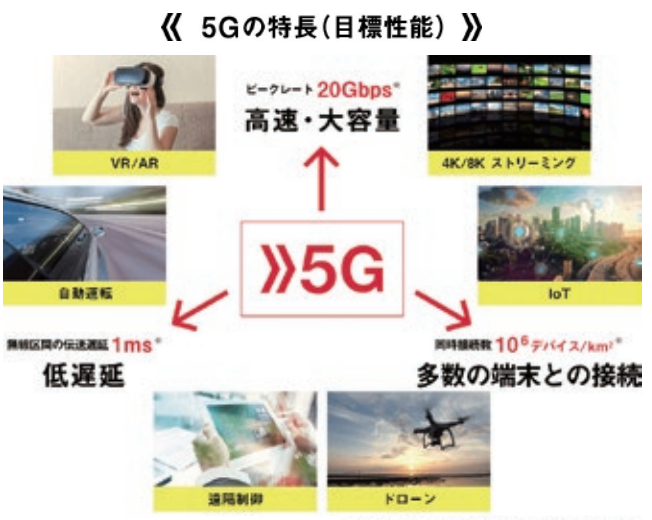 《 5Gの特長(目標性能) 》
ピークレート 20Gbps*
高速・大容量
VR/AR
4K/8K ストリーミング
》5G
自動運転
IoT
無線区間の伝送遅延 1ms*
低遅延
同時接続数 10⁶デバイス/km²*
多数の端末との接続
遠隔制御
ドローン